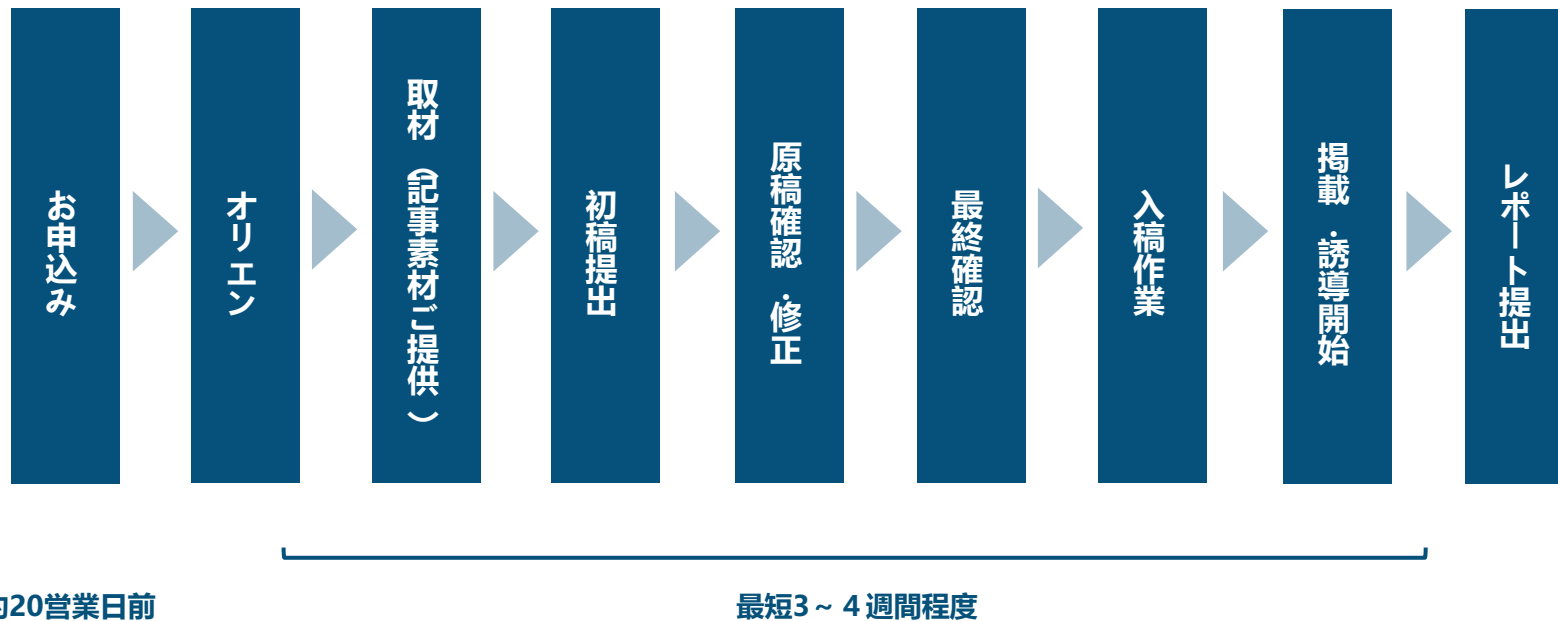 お申込み
オリエン
取材（記事素材ご提供）
初稿提出
原稿確認・修正
最終確認
入稿作業
掲載・誘導開始
レポート提出
20営業日前
最短3～４週間程度